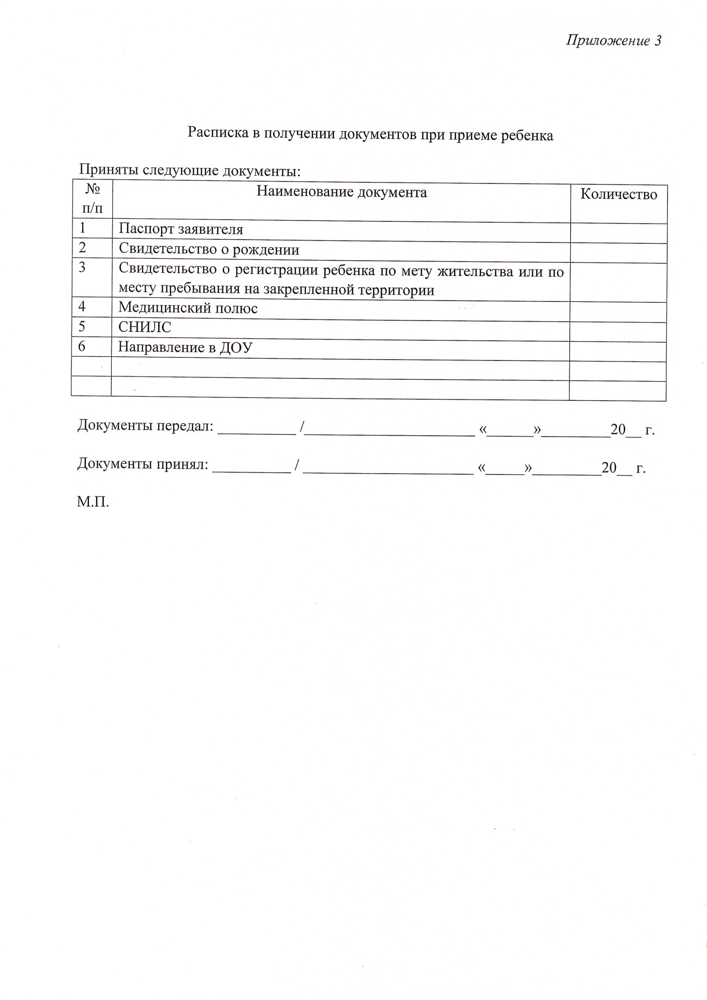 Приложение 3
Расписка в получении документов при приеме ребенка
Приняты следующие документы:
№ п/п Наименование документа Количество
1 Паспорт заявителя
2 Свидетельство о рождении
3 Свидетельство о регистрации ребенка по мету жительства или по
месту пребывания на закрепленной территории
4 Медицинский полюс
5 СНИЛС
6 Направление в ДОУ
Документы передал: __________ /______________________ «______»_________20__ г.
Документы принял: __________ / ______________________ «_____»_________20__ г.
М.П.